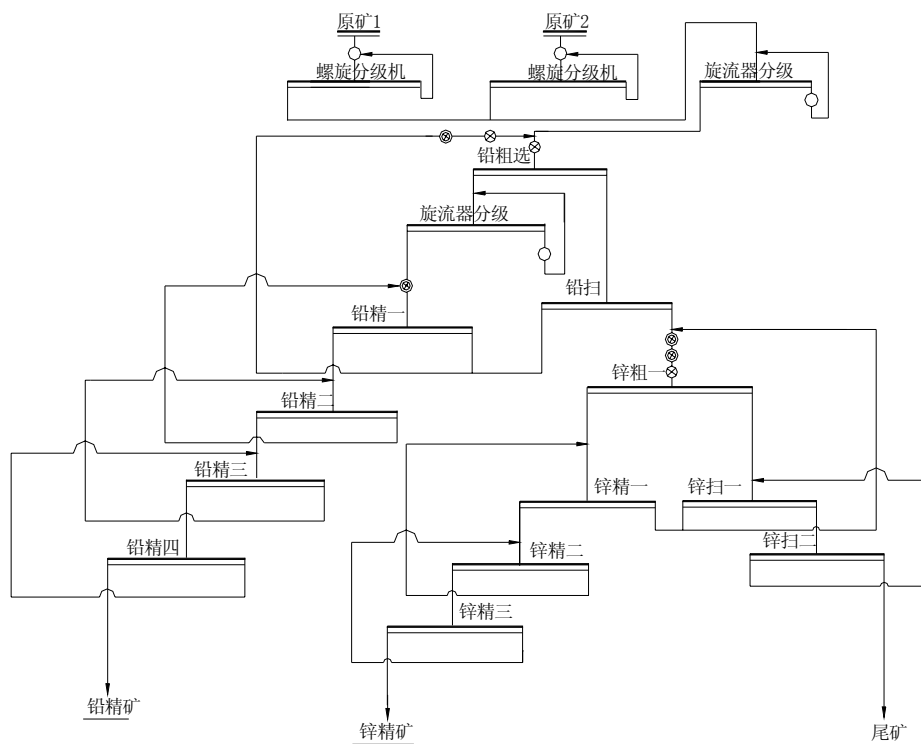 原矿1
原矿2
螺旋分级机
螺旋分级机
旋流器分级
铅粗选
旋流器分级
铅扫
铅精一
锌粗一
铅精二
铅精三
锌精一
锌扫一
铅精四
锌精二
锌扫二
锌精三
铅精矿
锌精矿
尾矿